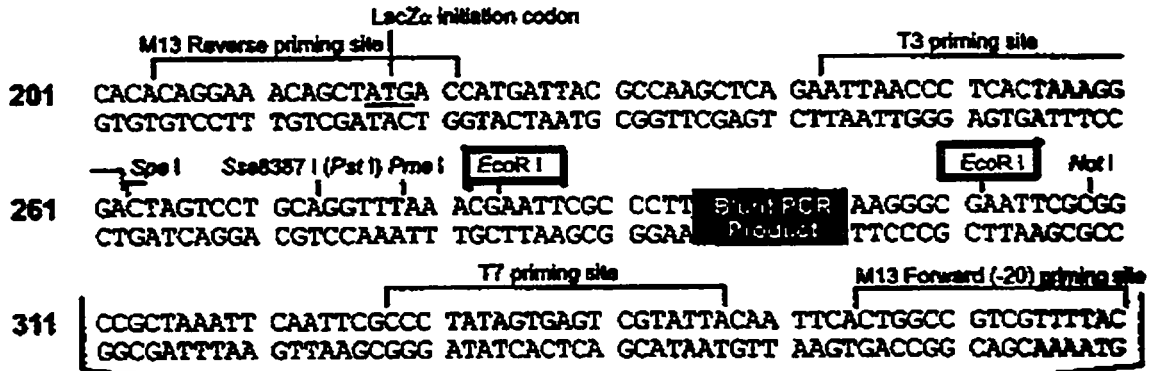 LacZα initiation codon
M13 Reverse priming site
T3 priming site
201 CACACAGGAA ACAGCTATGA CCATGATTAC GCCAAGCTCA GAATTAACCC TCACTAAAGG
GTGTGTCCTT TGTCGATACT GGTACTAATG CGGTTCGAGT CTTAATTGGG AGTGATTTCC
Spe I Sse8387 I (Pst I) Pme I EcoR I EcoR I Not I
261 GACTAGTCCT GCAGGTTTAA ACGAATTCGC CCTT Blunt PCR AAGGGC GAATTCGCGG
CTGATCAGGA CGTCCAAATT TGCTTAAGCG GGAA Product TTCCCG CTTAAGCGCC
T7 priming site M13 Forward (-20) priming site
311 CCGCTAAATT CAATTCGCCC TATAGTGAGT CGTATTACAA TTCACTGGCC GTCGTTTTAC
GGCGATTTAA GTTAAGCGGG ATATCACTCA GCATAATGTT AAGTGACCGG CAGCAAAATG